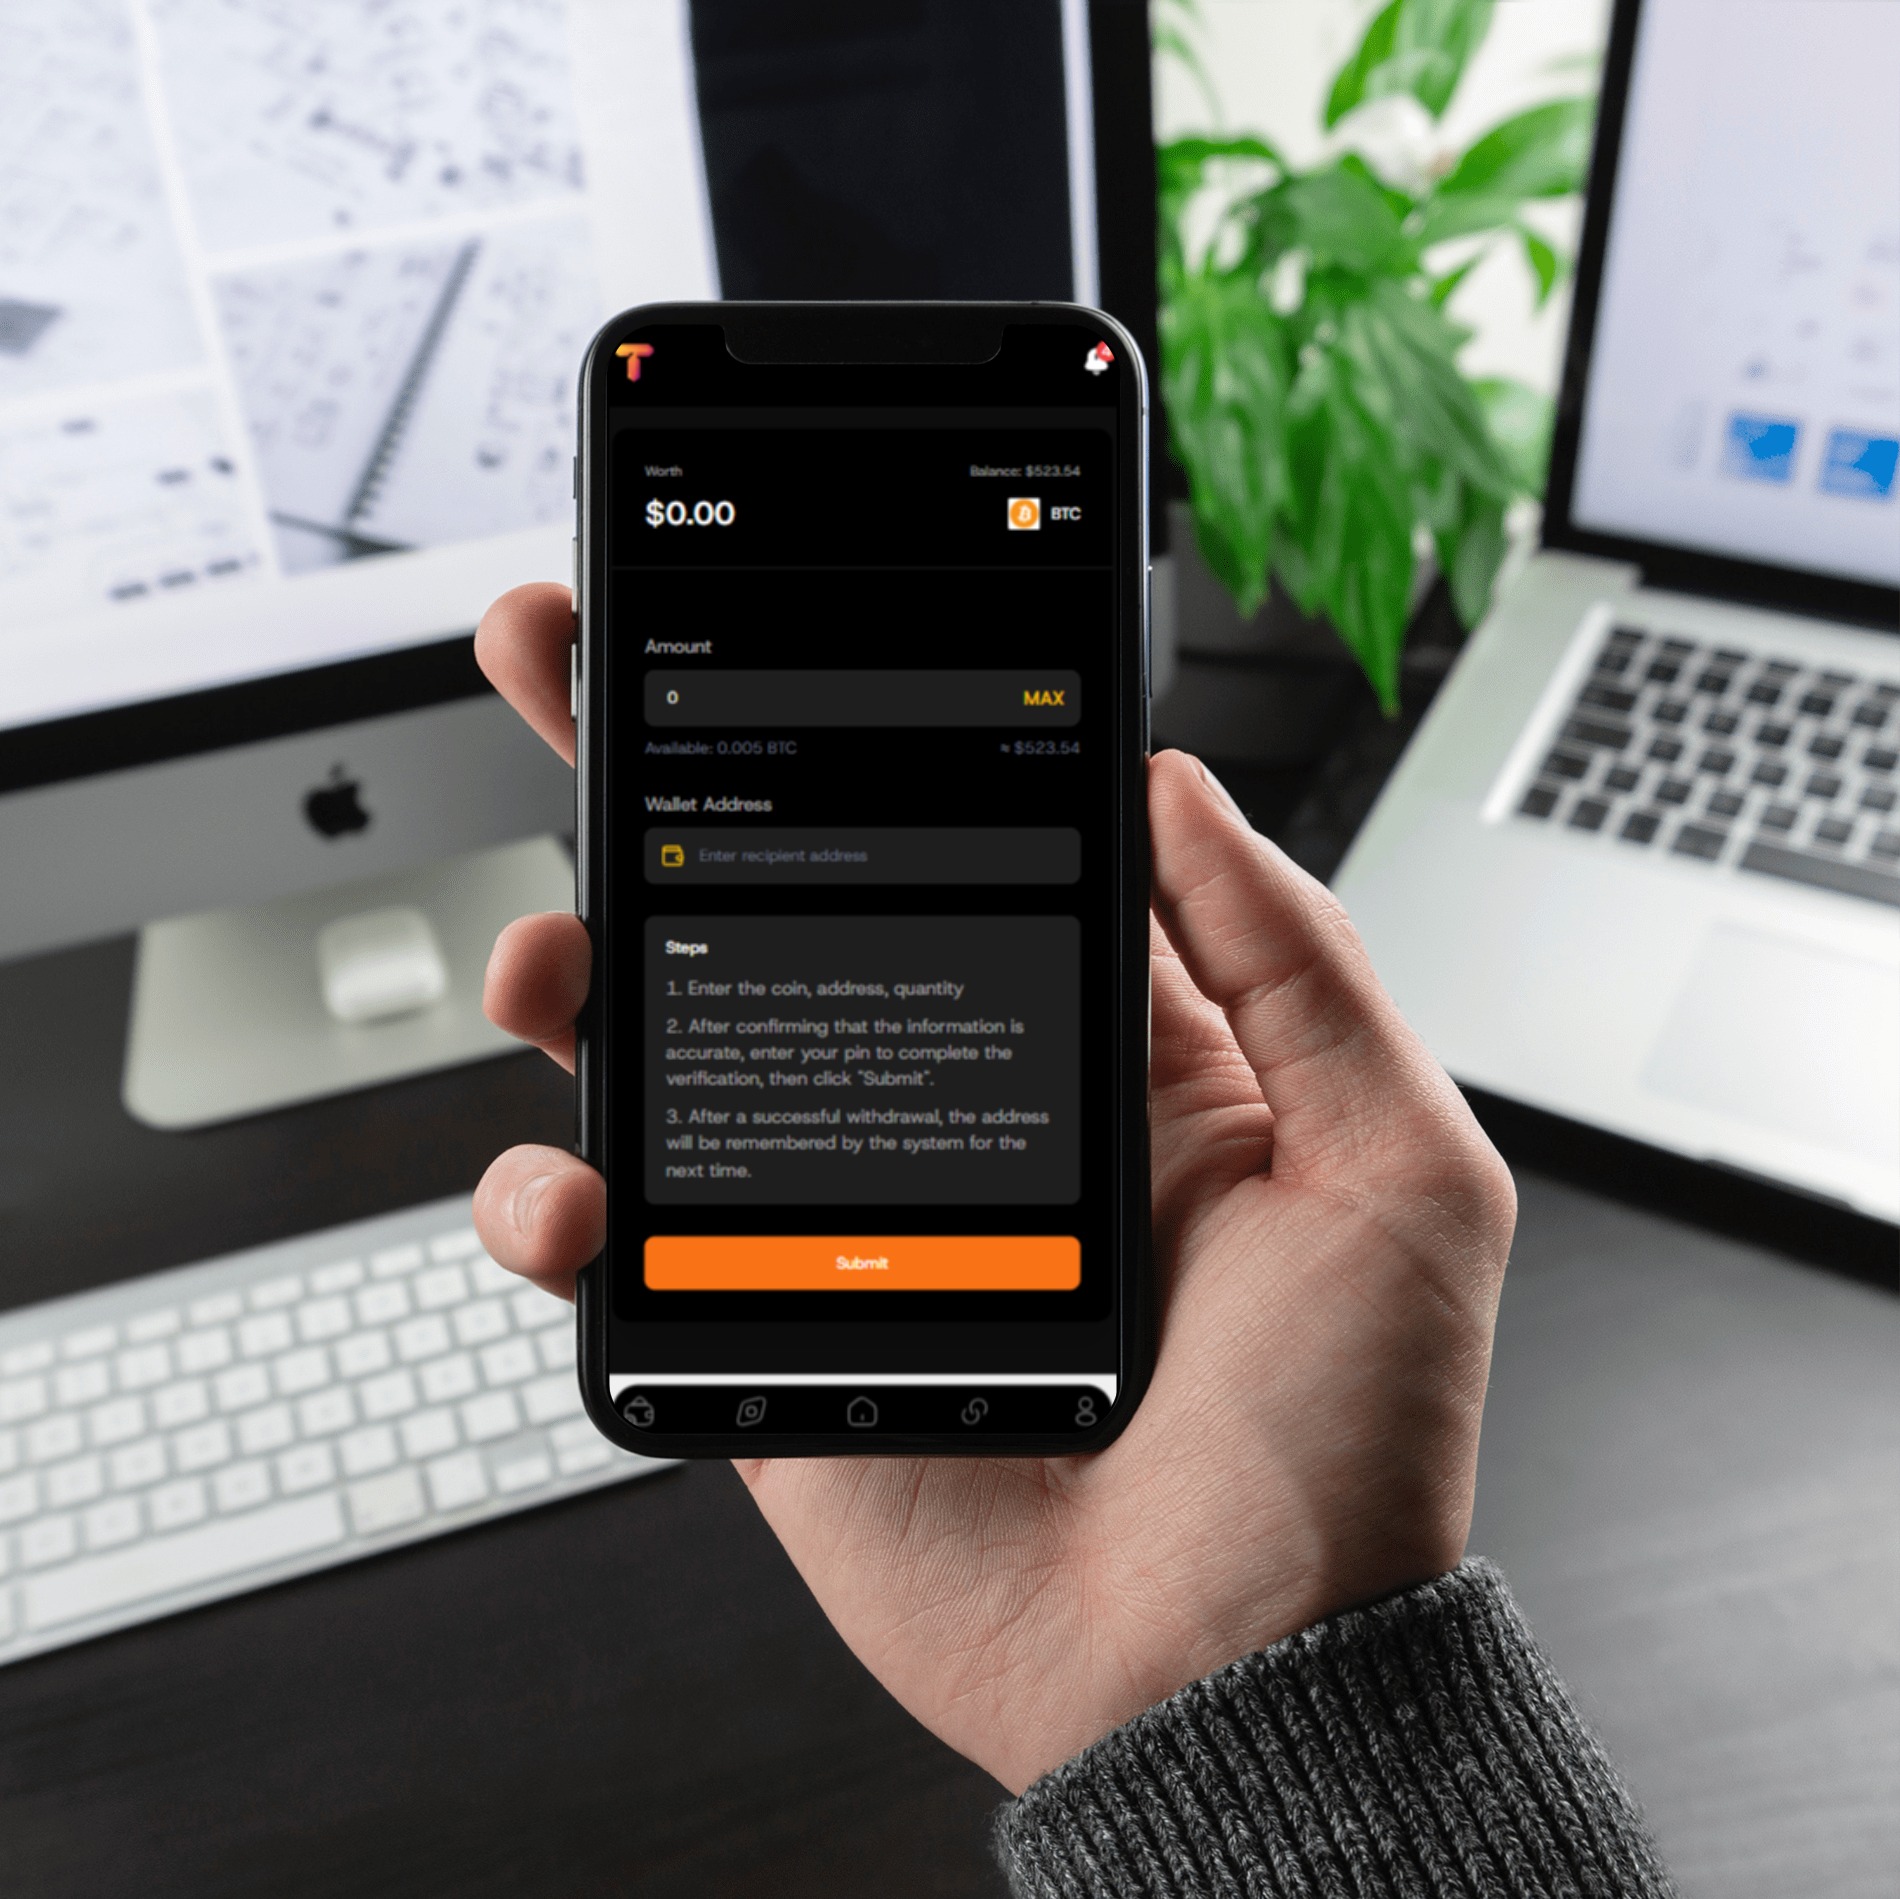 Worth
Balance: $523.54
$0.00
BTC
Amount
0
MAX
Available: 0.005 BTC
≈ $523.54
Wallet Address
Enter recipient address
Steps
1. Enter the coin, address, quantity
2. After confirming that the information is
accurate, enter your pin to complete the
verification, then click "Submit".
3. After a successful withdrawal, the address
will be remembered by the system for the
next time.
Submit